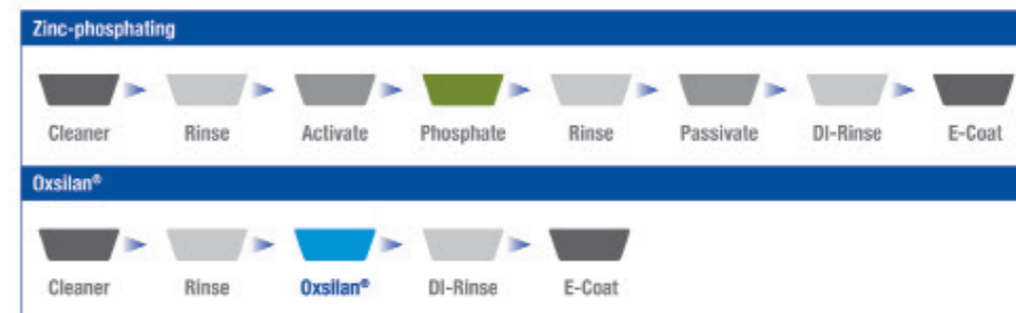 Zinc-phosphating
Cleaner Rinse Activate Phosphate Rinse Passivate DI-Rinse E-Coat
Oxsilan®
Cleaner Rinse Oxsilan® DI-Rinse E-Coat